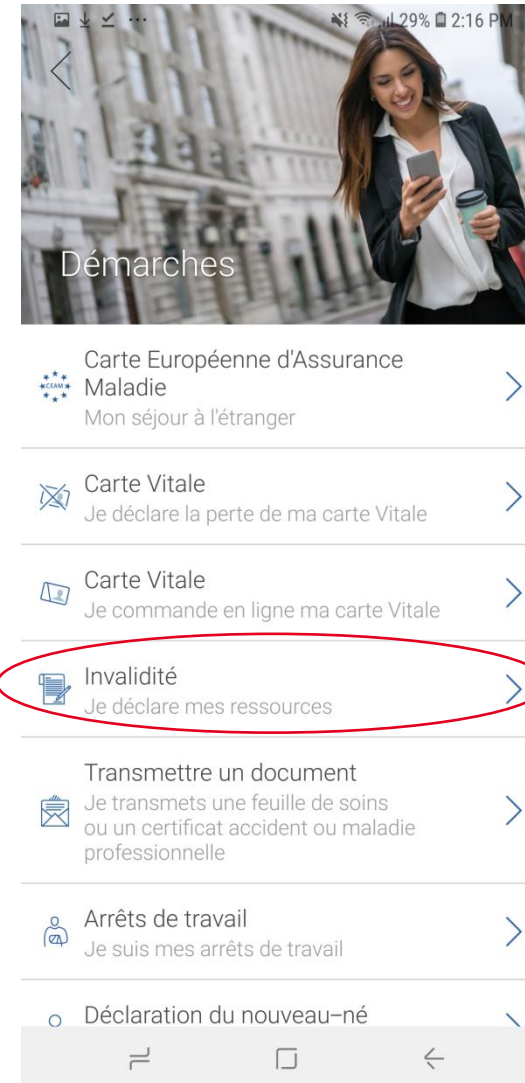 29% 2:16 PM
Démarches
Carte Européenne d'Assurance
Maladie
Mon séjour à l'étranger
CEAM
Carte Vitale
Je déclare la perte de ma carte Vitale
Carte Vitale
Je commande en ligne ma carte Vitale
Invalidité
Je déclare mes ressources
Transmettre un document
Je transmets une feuille de soins
ou un certificat accident ou maladie
professionnelle
Arrêts de travail
Je suis mes arrêts de travail
Déclaration du nouveau–né